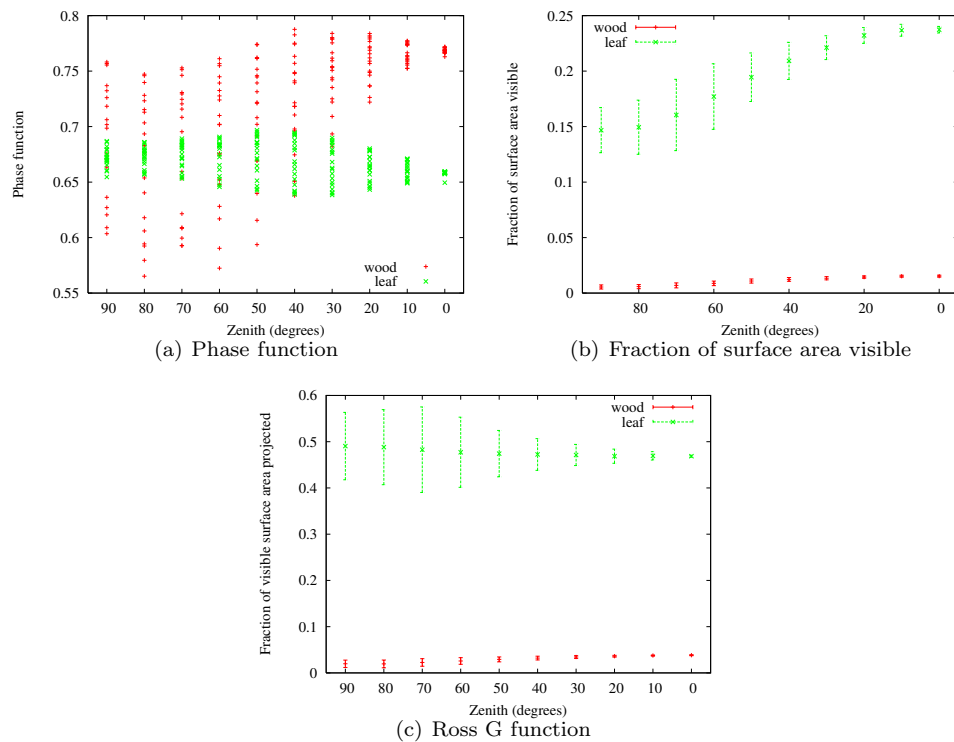 0.8
0.75
0.7
0.65
0.6
0.55
Phase function
wood
leaf
90 80 70 60 50 40 30 20 10 0
Zenith (degrees)
(a) Phase function
0.25
0.2
0.15
0.1
0.05
0
Fraction of surface area visible
wood
leaf
80 60 40 20 0
Zenith (degrees)
(b) Fraction of surface area visible
0.6
0.5
0.4
0.3
0.2
0.1
0
Fraction of visible surface area projected
wood
leaf
90 80 70 60 50 40 30 20 10 0
Zenith (degrees)
(c) Ross G function